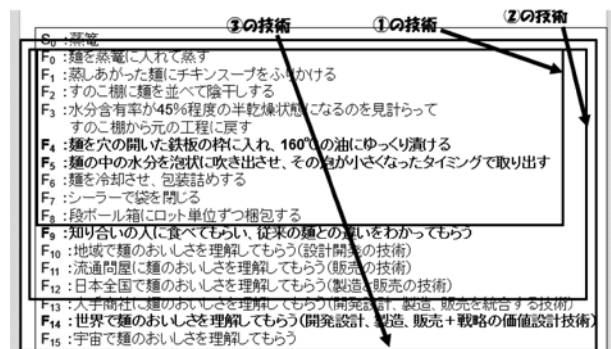 ③の技術
①の技術
②の技術
S₀：蒸篭
F₀：麺を蒸篭に入れて蒸す
F₁：蒸しあがった麺にチキンスープをふりかける
F₂：すのこ棚に麺を並べて陰干しする
F₃：水分含有率が45%程度の半乾燥状態になるのを見計らって
すのこ棚から元の工程に戻す
F₄：麺を穴の開いた鉄板の枠に入れ、160℃の油にゆっくり漬ける
F₅：麺の中の水分を泡状に吹き出させ、その泡が小さくなったタイミングで取り出す
F₆：麺を冷却させ、包装詰めする
F₇：シーラーで袋を閉じる
F₈：段ボール箱にロット単位ずつ梱包する
F₉：知り合いの人に食べてもらい、従来の麺との違いをわかってもらう
F₁₀：地域で麺のおいしさを理解してもらう（設計開発の技術）
F₁₁：流通問屋に麺のおいしさを理解してもらう（販売の技術）
F₁₂：日本全国で麺のおいしさを理解してもらう（製造と販売の技術）
F₁₃：大手商社に麺のおいしさを理解してもらう（開発設計、製造、販売を統合する技術）
F₁₄：世界で麺のおいしさを理解してもらう（開発設計、製造、販売＋戦略の価値設計技術）
F₁₅：宇宙で麺のおいしさを理解してもらう